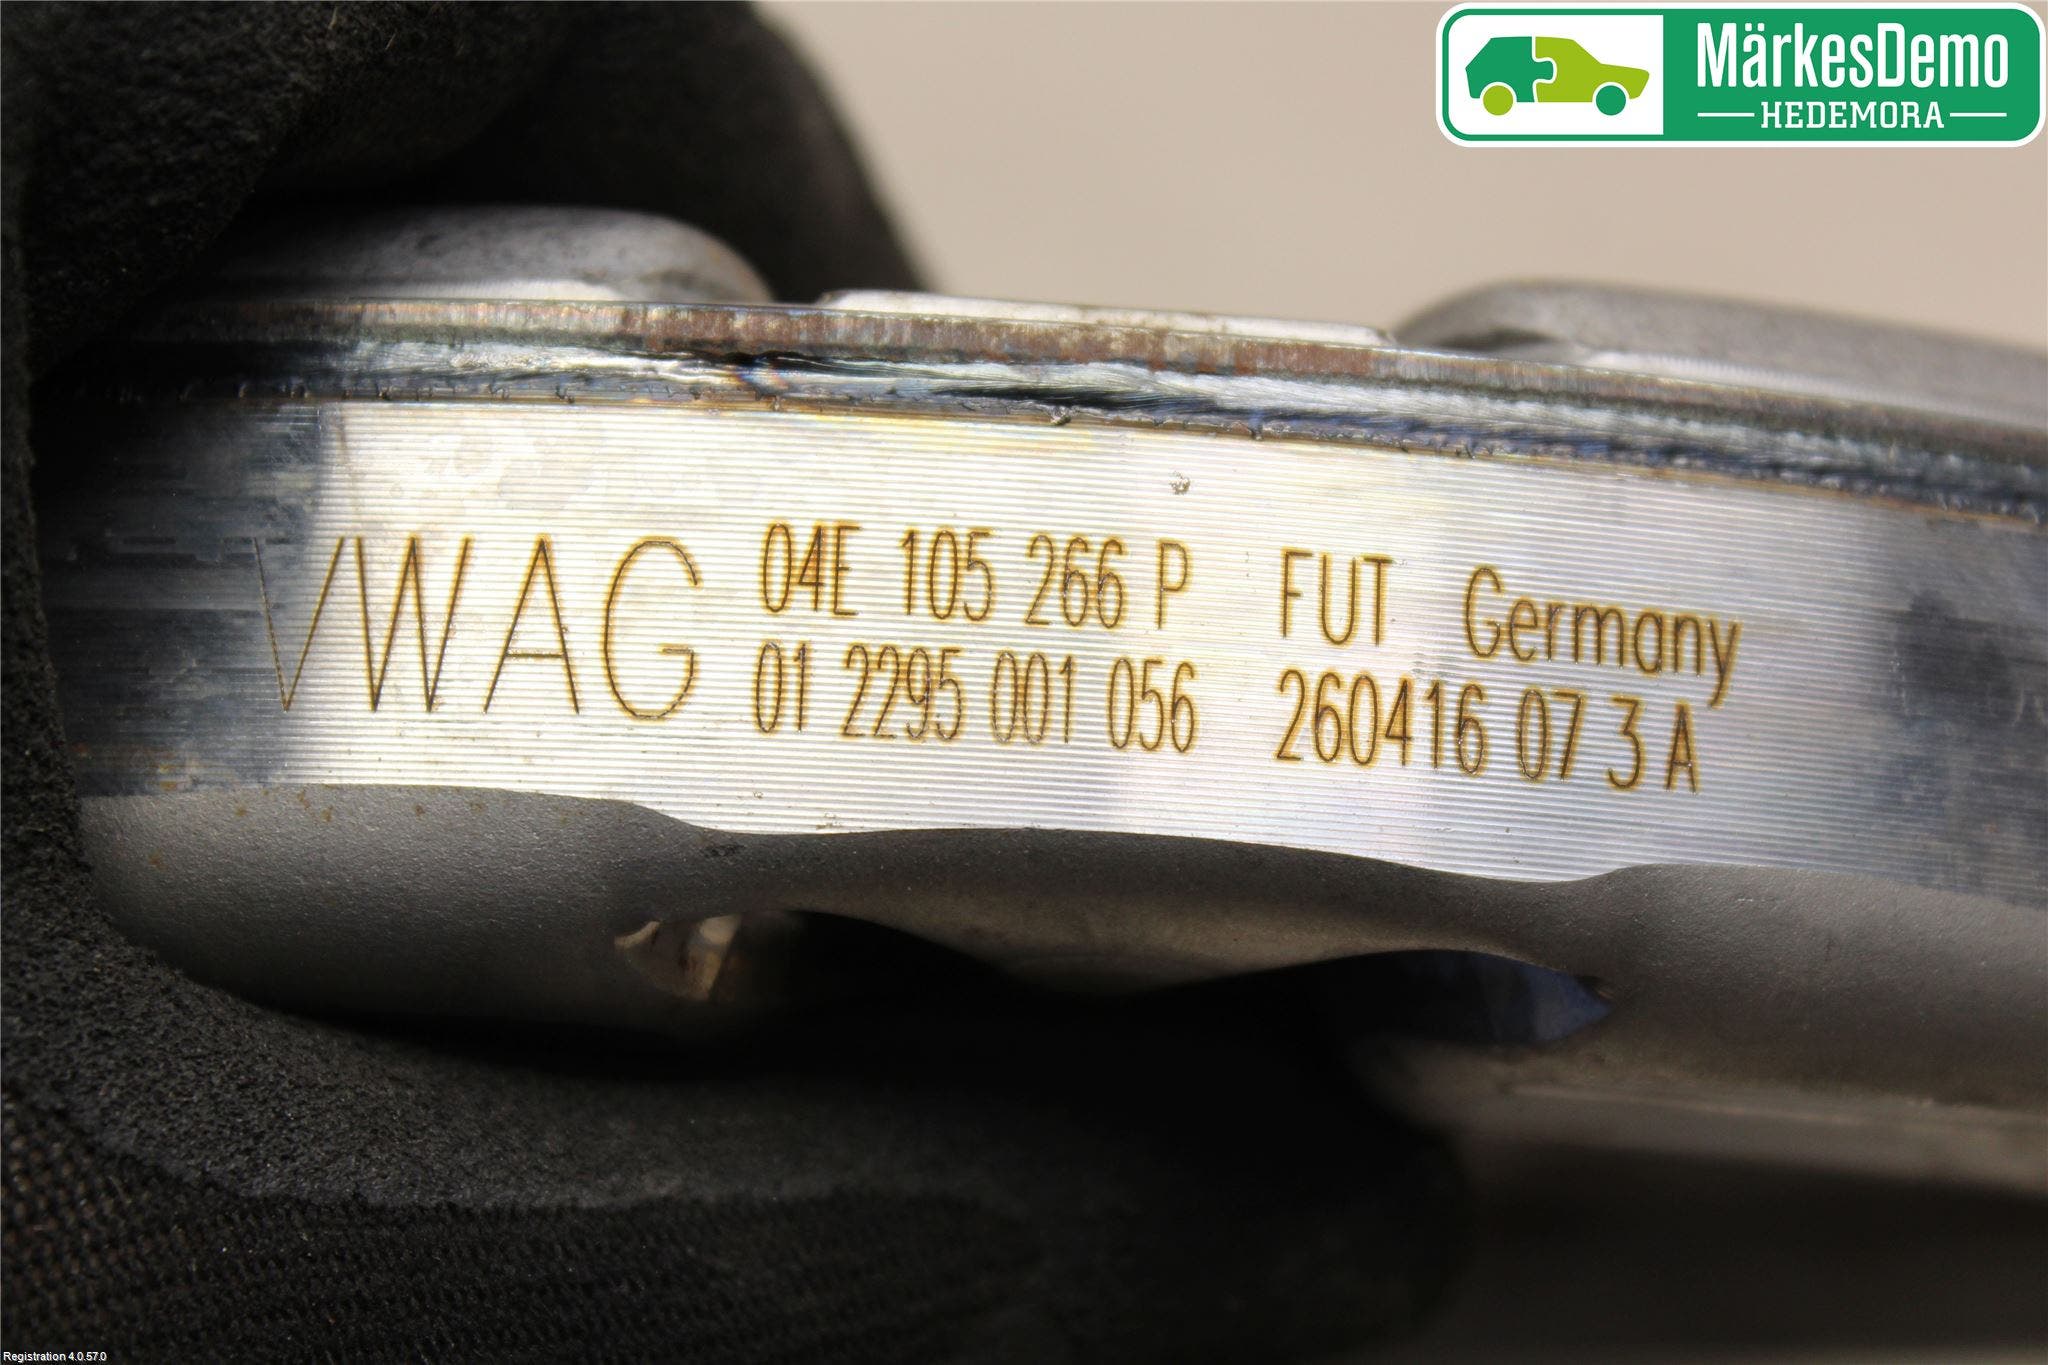 MärkesDemo
HEDEMORA
VWAG 04E 105 266 P FUT Germany
01 2295 001 056 260416 07 3 A
Registration 4.0.57.0